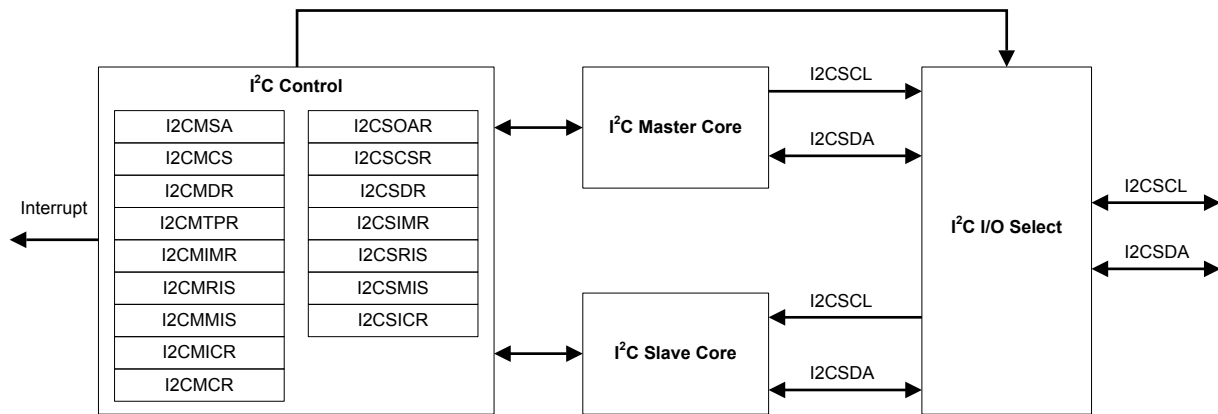 I²C Control
I2CMSA
I2CMCS
I2CMDR
I2CMTPR
I2CMIMR
I2CMRIS
I2CMMIS
I2CMICR
I2CMCR
I2CSOAR
I2CSCSR
I2CSDR
I2CSIMR
I2CSRIS
I2CSMIS
I2CSICR
Interrupt
I²C Master Core
I2CSCL
I2CSDA
I²C Slave Core
I2CSCL
I2CSDA
I²C I/O Select
I2CSCL
I2CSDA